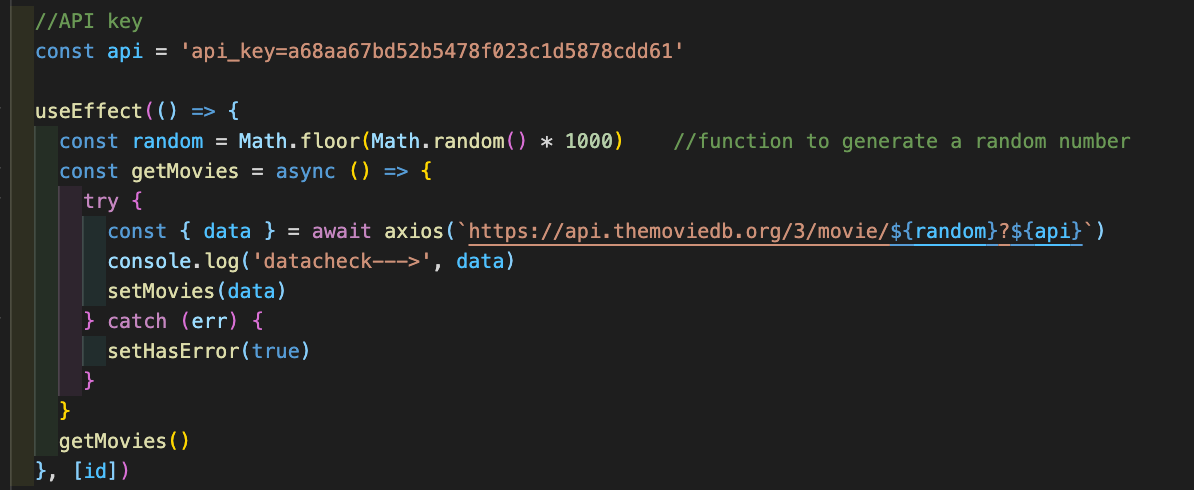 //API key
const api = 'api_key=a68aa67bd52b5478f023c1d5878cdd61'

useEffect(() => {
  const random = Math.floor(Math.random() * 1000)    //function to generate a random number
  const getMovies = async () => {
    try {
      const { data } = await axios(`https://api.themoviedb.org/3/movie/${random}?${api}`)
      console.log('datacheck--->', data)
      setMovies(data)
    } catch (err) {
      setHasError(true)
    }
  }
  getMovies()
}, [id])